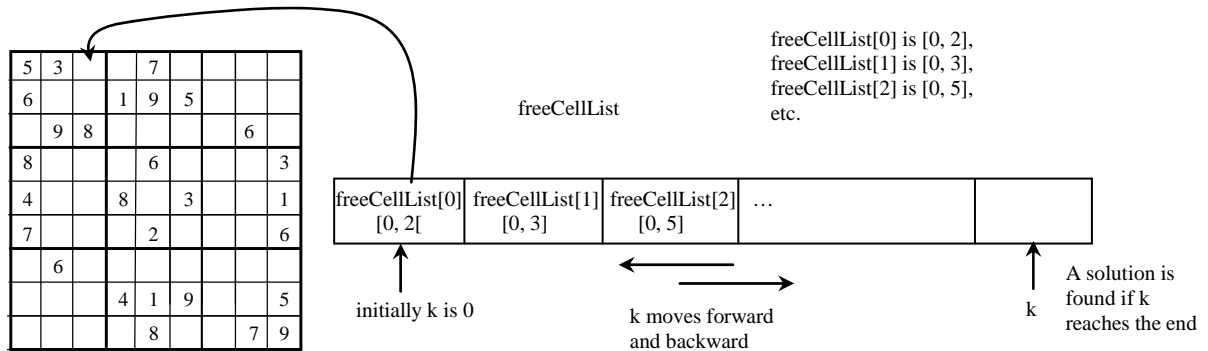 freeCellList[0] is [0, 2],
freeCellList[1] is [0, 3],
freeCellList[2] is [0, 5],
etc.
freeCellList
5 3 7
6 1 9 5
9 8 6
8 6 3
4 8 3 1
7 2 6
6
4 1 9 5
8 7 9
freeCellList[0] freeCellList[1] freeCellList[2] …
[0, 2[ [0, 3] [0, 5]
initially k is 0
k moves forward
and backward
k
A solution is
found if k
reaches the end